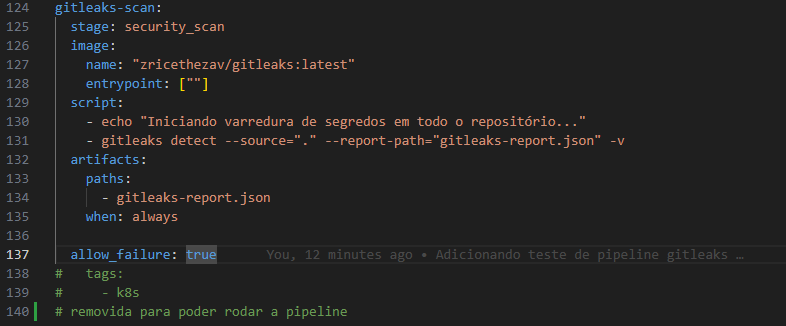 124 gitleaks-scan:
125   stage: security_scan
126   image:
127     name: "zricethezav/gitleaks:latest"
128     entrypoint: [""]
129   script:
130     - echo "Iniciando varredura de segredos em todo o repositório..."
131     - gitleaks detect --source="." --report-path="gitleaks-report.json" -v
132   artifacts:
133     paths:
134       - gitleaks-report.json
135     when: always
136
137   allow_failure: true You, 12 minutes ago • Adicionando teste de pipeline gitleaks …
138 #   tags:
139 #     - k8s
140 # removida para poder rodar a pipeline